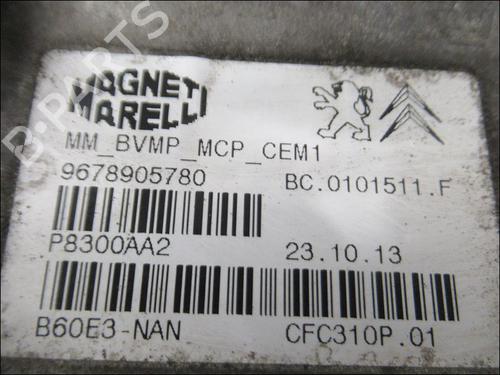 MAGNETI
MARELLI
MM_BVMP_MCP_CEM1
9678905780
BC.0101511.F
P8300AA2
23.10.13
B60E3-NAN
CFC310P.01
B-PARTS